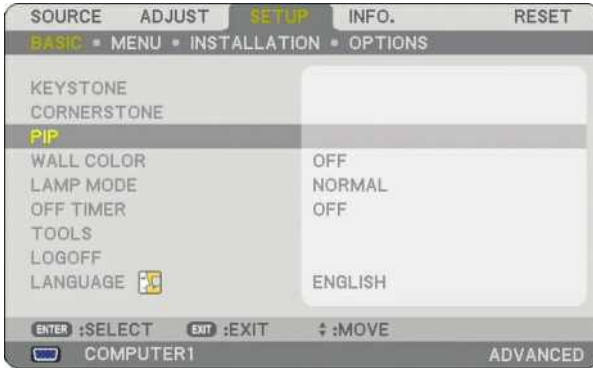 SOURCE ADJUST SETUP INFO. RESET
BASIC • MENU • INSTALLATION • OPTIONS
KEYSTONE
CORNERSTONE
PIP
WALL COLOR OFF
LAMP MODE NORMAL
OFF TIMER OFF
TOOLS
LOGOFF
LANGUAGE ENGLISH
ENTER :SELECT EXIT :EXIT :MOVE
COMPUTER1 ADVANCED